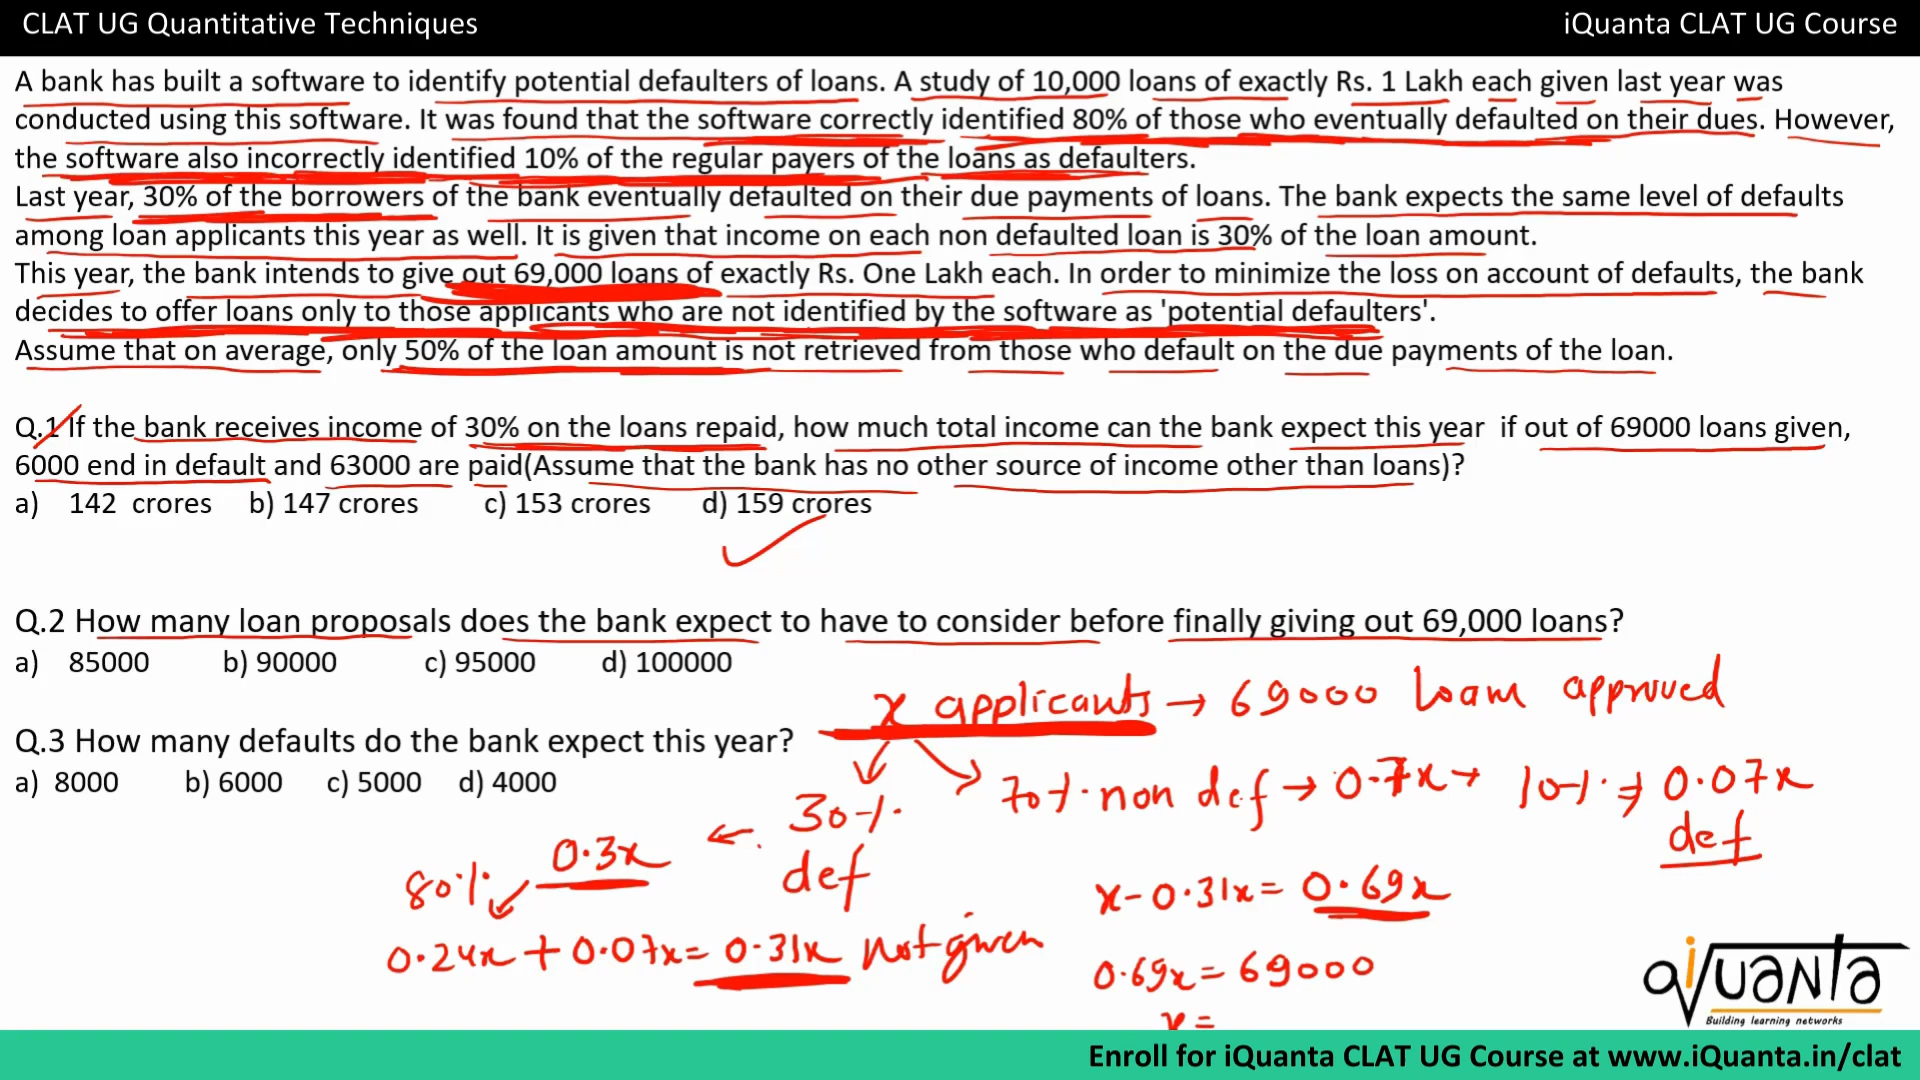 CLAT UG Quantitative Techniques
iQuanta CLAT UG Course
A bank has built a software to identify potential defaulters of loans. A study of 10,000 loans of exactly Rs. 1 Lakh each given last year was
conducted using this software. It was found that the software correctly identified 80% of those who eventually defaulted on their dues. However,
the software also incorrectly identified 10% of the regular payers of the loans as defaulters.
Last year, 30% of the borrowers of the bank eventually defaulted on their due payments of loans. The bank expects the same level of defaults
among loan applicants this year as well. It is given that income on each non defaulted loan is 30% of the loan amount.
This year, the bank intends to give out 69,000 loans of exactly Rs. One Lakh each. In order to minimize the loss on account of defaults, the bank
decides to offer loans only to those applicants who are not identified by the software as 'potential defaulters'.
Assume that on average, only 50% of the loan amount is not retrieved from those who default on the due payments of the loan.
Q.1 If the bank receives income of 30% on the loans repaid, how much total income can the bank expect this year if out of 69000 loans given,
6000 end in default and 63000 are paid(Assume that the bank has no other source of income other than loans)?
a) 142 crores b) 147 crores c) 153 crores d) 159 crores
Q.2 How many loan proposals does the bank expect to have to consider before finally giving out 69,000 loans?
a) 85000 b) 90000 c) 95000 d) 100000
x applicants → 69000 loan approved
Q.3 How many defaults do the bank expect this year?
a) 8000 b) 6000 c) 5000 d) 4000
70% non def → 0.7x → 10% ⇒ 0.07x
def
80% 0.3x ← 30%
def
x - 0.31x = 0.69x
0.24x + 0.07x = 0.31x not given
0.69x = 69000
x =
iQuanta
Building learning networks
Enroll for iQuanta CLAT UG Course at www.iQuanta.in/clat